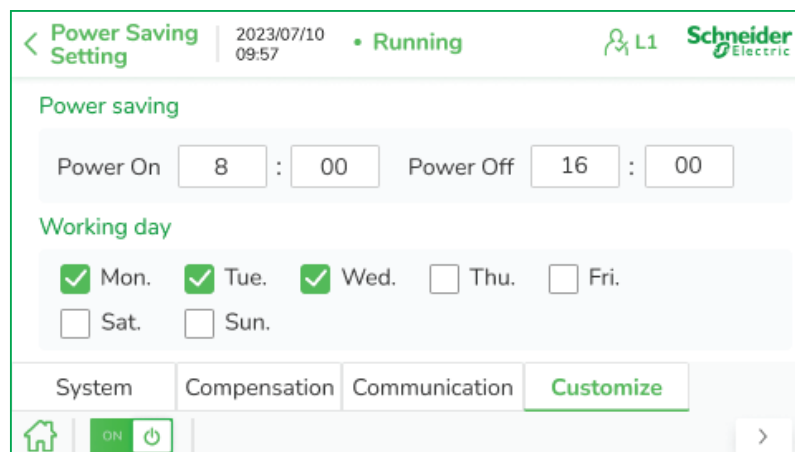 Power Saving Setting
2023/07/10 09:57
• Running
L1
Schneider Electric
Power saving
Power On 8 : 00 Power Off 16 : 00
Working day
Mon. Tue. Wed. Thu. Fri.
Sat. Sun.
System Compensation Communication Customize
ON